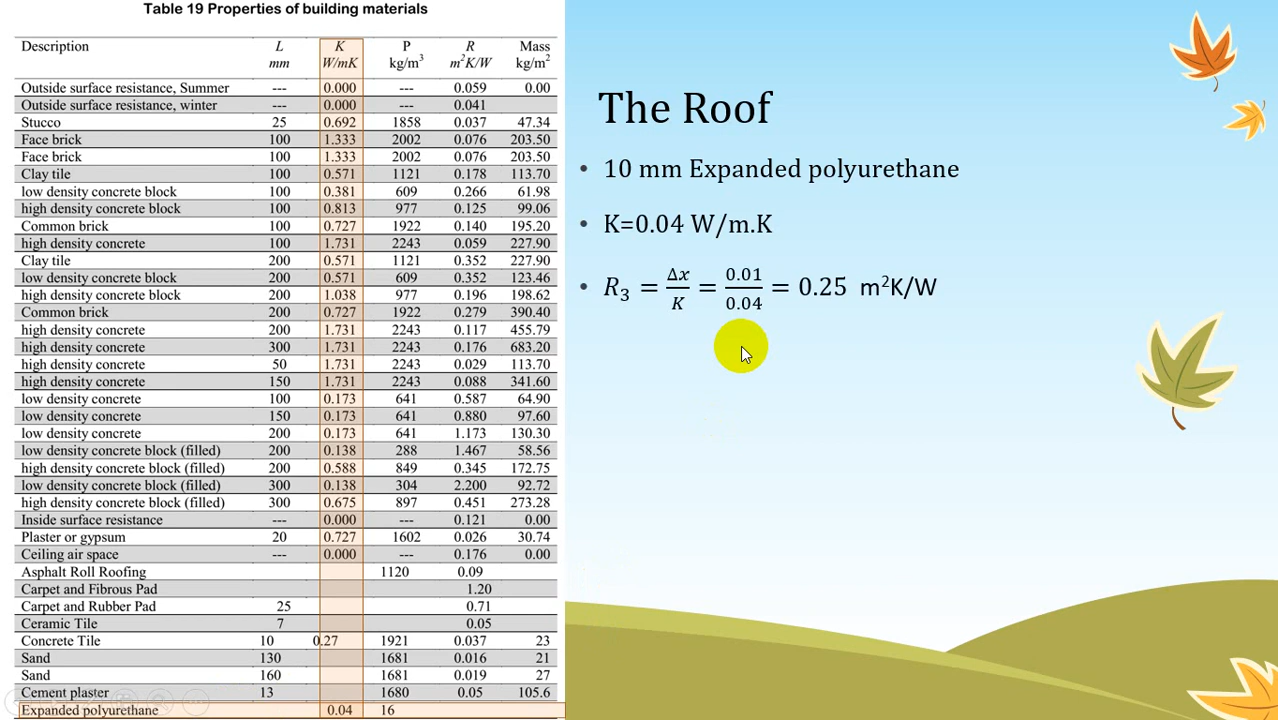 Table 19 Properties of building materials
Description L K P R Mass
mm W/mK kg/m³ m²K/W kg/m²
Outside surface resistance, Summer --- 0.000 --- 0.059 0.00
Outside surface resistance, winter --- 0.000 --- 0.041
Stucco 25 0.692 1858 0.037 47.34
Face brick 100 1.333 2002 0.076 203.50
Face brick 100 1.333 2002 0.076 203.50
Clay tile 100 0.571 1121 0.178 113.70
low density concrete block 100 0.381 609 0.266 61.98
high density concrete block 100 0.813 977 0.125 99.06
Common brick 100 0.727 1922 0.140 195.20
high density concrete 100 1.731 2243 0.059 227.90
Clay tile 200 0.571 1121 0.352 227.90
low density concrete block 200 0.571 609 0.352 123.46
high density concrete block 200 1.038 977 0.196 198.62
Common brick 200 0.727 1922 0.279 390.40
high density concrete 200 1.731 2243 0.117 455.79
high density concrete 300 1.731 2243 0.176 683.20
high density concrete 50 1.731 2243 0.029 113.70
high density concrete 150 1.731 2243 0.088 341.60
low density concrete 100 0.173 641 0.587 64.90
low density concrete 150 0.173 641 0.880 97.60
low density concrete 200 0.173 641 1.173 130.30
low density concrete block (filled) 200 0.138 288 1.467 58.56
high density concrete block (filled) 200 0.588 849 0.345 172.75
low density concrete block (filled) 300 0.138 304 2.200 92.72
high density concrete block (filled) 300 0.675 897 0.451 273.28
Inside surface resistance --- 0.000 --- 0.121 0.00
Plaster or gypsum 20 0.727 1602 0.026 30.74
Ceiling air space --- 0.000 --- 0.176 0.00
Asphalt Roll Roofing 1120 0.09
Carpet and Fibrous Pad 1.20
Carpet and Rubber Pad 25 0.71
Ceramic Tile 7 0.05
Concrete Tile 10 0.27 1921 0.037 23
Sand 130 1681 0.016 21
Sand 160 1681 0.019 27
Cement plaster 13 1680 0.05 105.6
Expanded polyurethane 0.04 16
The Roof
• 10 mm Expanded polyurethane
• K=0.04 W/m.K
• R₃ = Δx/K = 0.01/0.04 = 0.25 m²K/W